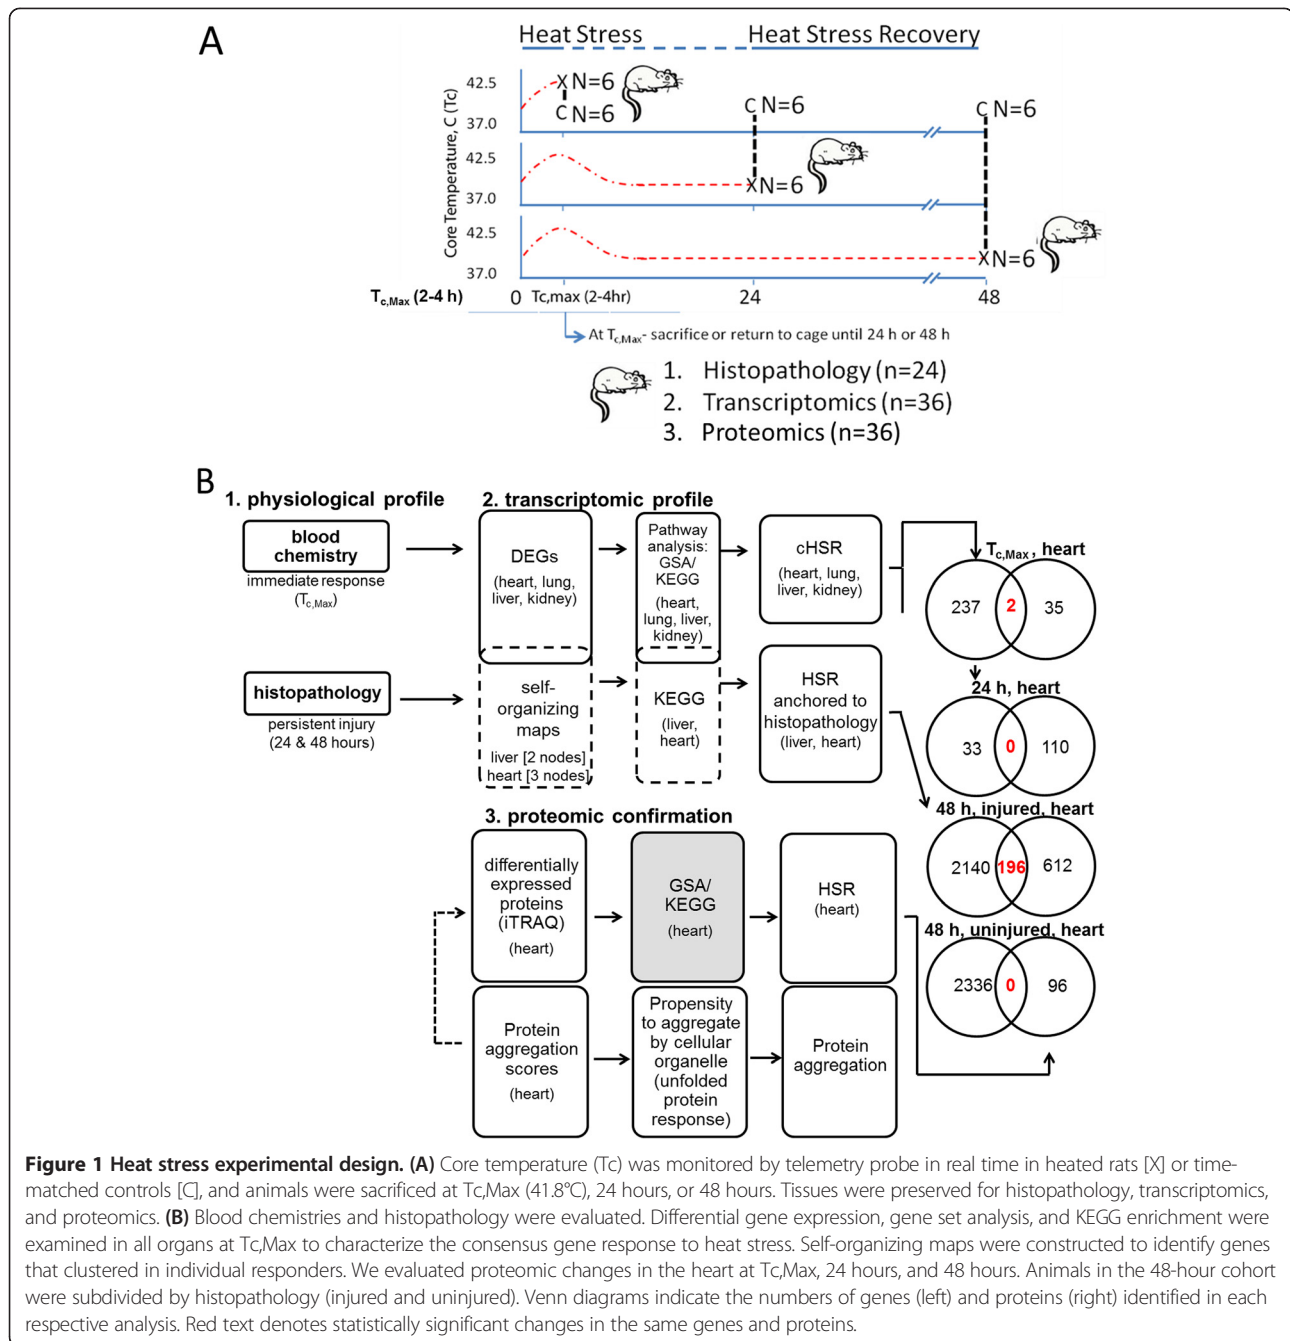 A
Heat Stress
Heat Stress Recovery
Core Temperature, C (Tc)
42.5
37.0
X N=6
C N=6
C N=6
C N=6
42.5
37.0
X N=6
42.5
37.0
X N=6
Tc,Max (2-4 h)
0
Tc,max (2-4hr)
24
48
At Tc,Max- sacrifice or return to cage until 24 h or 48 h
1. Histopathology (n=24)
2. Transcriptomics (n=36)
3. Proteomics (n=36)
B
1. physiological profile
2. transcriptomic profile
blood
chemistry
immediate response
(Tc,Max)
DEGs
(heart, lung,
liver, kidney)
Pathway
analysis:
GSA/
KEGG
(heart,
lung, liver,
kidney)
cHSR
(heart, lung,
liver, kidney)
Tc,Max, heart
237 2 35
histopathology
persistent injury
(24 & 48 hours)
self-
organizing
maps
liver [2 nodes]
heart [3 nodes]
KEGG
(liver,
heart)
HSR
anchored to
histopathology
(liver, heart)
24 h, heart
33 0 110
48 h, injured, heart
2140 196 612
3. proteomic confirmation
differentially
expressed
proteins
(iTRAQ)
(heart)
GSA/
KEGG
(heart)
HSR
(heart)
48 h, uninjured, heart
2336 0 96
Protein
aggregation
scores
(heart)
Propensity
to aggregate
by cellular
organelle
(unfolded
protein
response)
Protein
aggregation
Figure 1 Heat stress experimental design. (A) Core temperature (Tc) was monitored by telemetry probe in real time in heated rats [X] or time-
matched controls [C], and animals were sacrificed at Tc,Max (41.8°C), 24 hours, or 48 hours. Tissues were preserved for histopathology, transcriptomics,
and proteomics. (B) Blood chemistries and histopathology were evaluated. Differential gene expression, gene set analysis, and KEGG enrichment were
examined in all organs at Tc,Max to characterize the consensus gene response to heat stress. Self-organizing maps were constructed to identify genes
that clustered in individual responders. We evaluated proteomic changes in the heart at Tc,Max, 24 hours, and 48 hours. Animals in the 48-hour cohort
were subdivided by histopathology (injured and uninjured). Venn diagrams indicate the numbers of genes (left) and proteins (right) identified in each
respective analysis. Red text denotes statistically significant changes in the same genes and proteins.